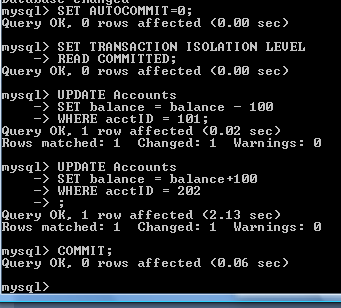 Database changed
mysql> SET AUTOCOMMIT=0;
Query OK, 0 rows affected (0.00 sec)
mysql> SET TRANSACTION ISOLATION LEVEL
-> READ COMMITTED;
Query OK, 0 rows affected (0.00 sec)
mysql> UPDATE Accounts
-> SET balance = balance - 100
-> WHERE acctID = 101;
Query OK, 1 row affected (0.02 sec)
Rows matched: 1  Changed: 1  Warnings: 0
mysql> UPDATE Accounts
-> SET balance = balance+100
-> WHERE acctID = 202
-> ;
Query OK, 1 row affected (2.13 sec)
Rows matched: 1  Changed: 1  Warnings: 0
mysql> COMMIT;
Query OK, 0 rows affected (0.06 sec)
mysql>